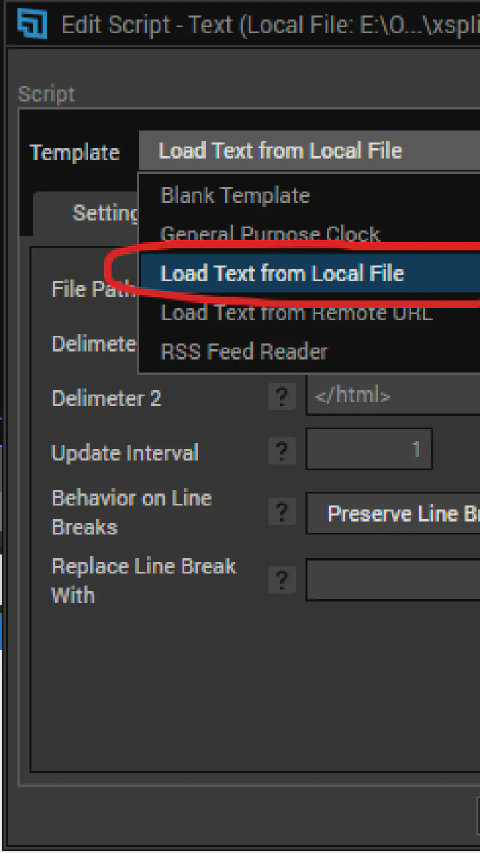 Edit Script - Text (Local File: E:\O...\xspli
Script
Template
Load Text from Local File
Blank Template
Setting
General Purpose Clock
Load Text from Local File
File Path
Load Text from Remote URL
Delimete
RSS Feed Reader
Delimeter 2 ? </html>
Update Interval ? 1
Behavior on Line
Breaks
? Preserve Line B
Replace Line Break
With
?